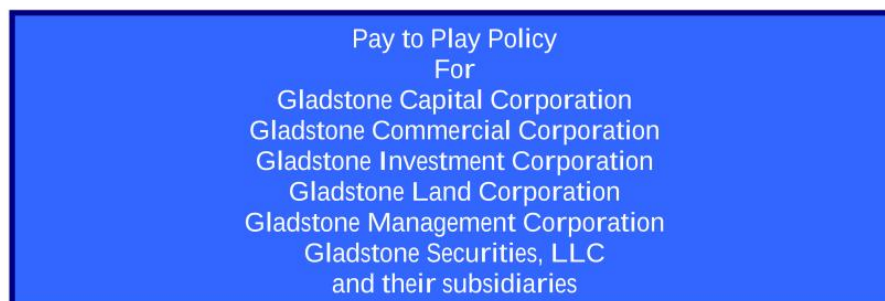 Pay to Play Policy
For
Gladstone Capital Corporation
Gladstone Commercial Corporation
Gladstone Investment Corporation
Gladstone Land Corporation
Gladstone Management Corporation
Gladstone Securities, LLC
and their subsidiaries